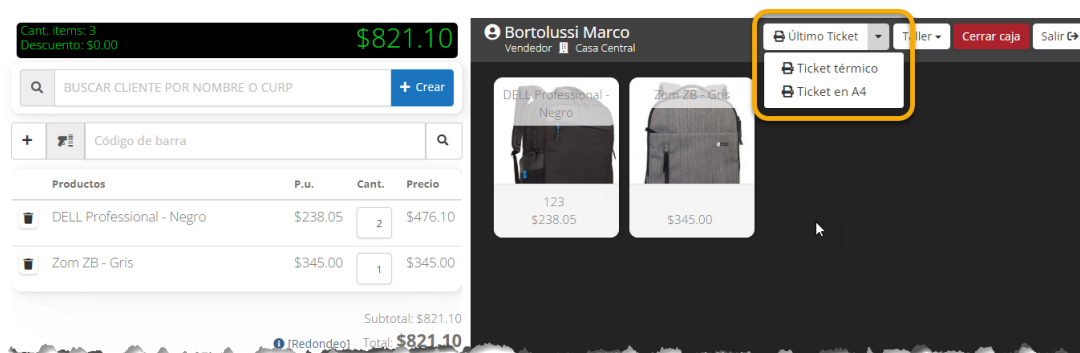 Cant. items: 3
Descuento: $0.00
$821.10
BUSCAR CLIENTE POR NOMBRE O CURP
+ Crear
Código de barra
Productos P.u. Cant. Precio
DELL Professional - Negro $238.05 2 $476.10
Zom ZB - Gris $345.00 1 $345.00
Subtotal: $821.10
[Redondeo] Total: $821.10
Bortolussi Marco
Vendedor Casa Central
Último Ticket
Taller
Cerrar caja
Salir
Ticket térmico
Ticket en A4
DELL Professional -
Negro
123
$238.05
Zom ZB - Gris
$345.00